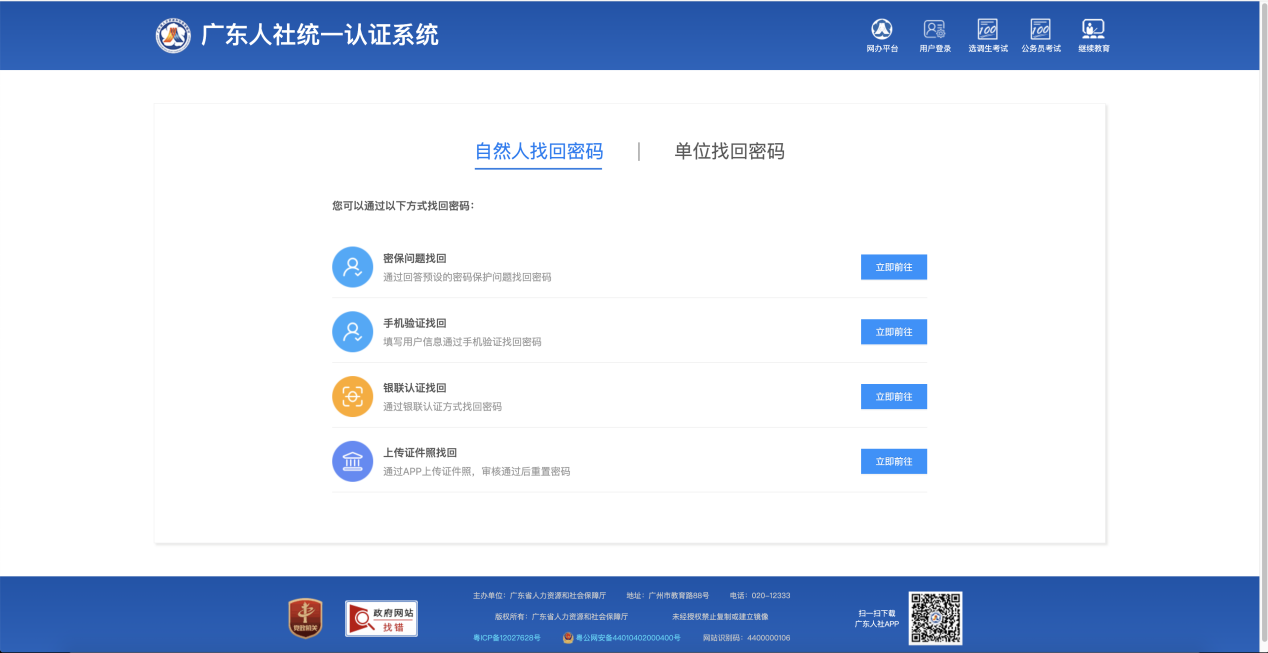 广东人社统一认证系统
网办平台 用户登录 选调生考试 公务员考试 继续教育
自然人找回密码 | 单位找回密码
您可以通过以下方式找回密码：
密保问题找回
通过回答预设的密码保护问题找回密码
立即前往
手机验证找回
填写用户信息通过手机验证找回密码
立即前往
银联认证找回
通过银联认证方式找回密码
立即前往
上传证件照找回
通过APP上传证件照，审核通过后重置密码
立即前往
党政机关
政府网站
找错
主办单位：广东省人力资源和社会保障厅 地址：广州市教育路88号 电话：020-12333
版权所有：广东省人力资源和社会保障厅 未经授权禁止复制或建立镜像
粤ICP备12027628号 粤公网安备44010402000400号 网站识别码：4400000106
扫一扫下载
广东人社APP